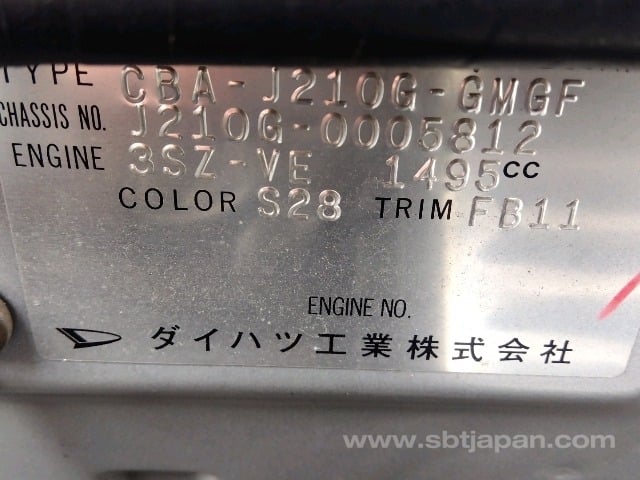 TYPE CBA-J210G-GMGF
CHASSIS NO. J210G-0005812
ENGINE 3SZ-VE 1495CC
COLOR S28 TRIM FB11
ENGINE NO.
ダイハツ工業株式会社
www.sbtjapan.com